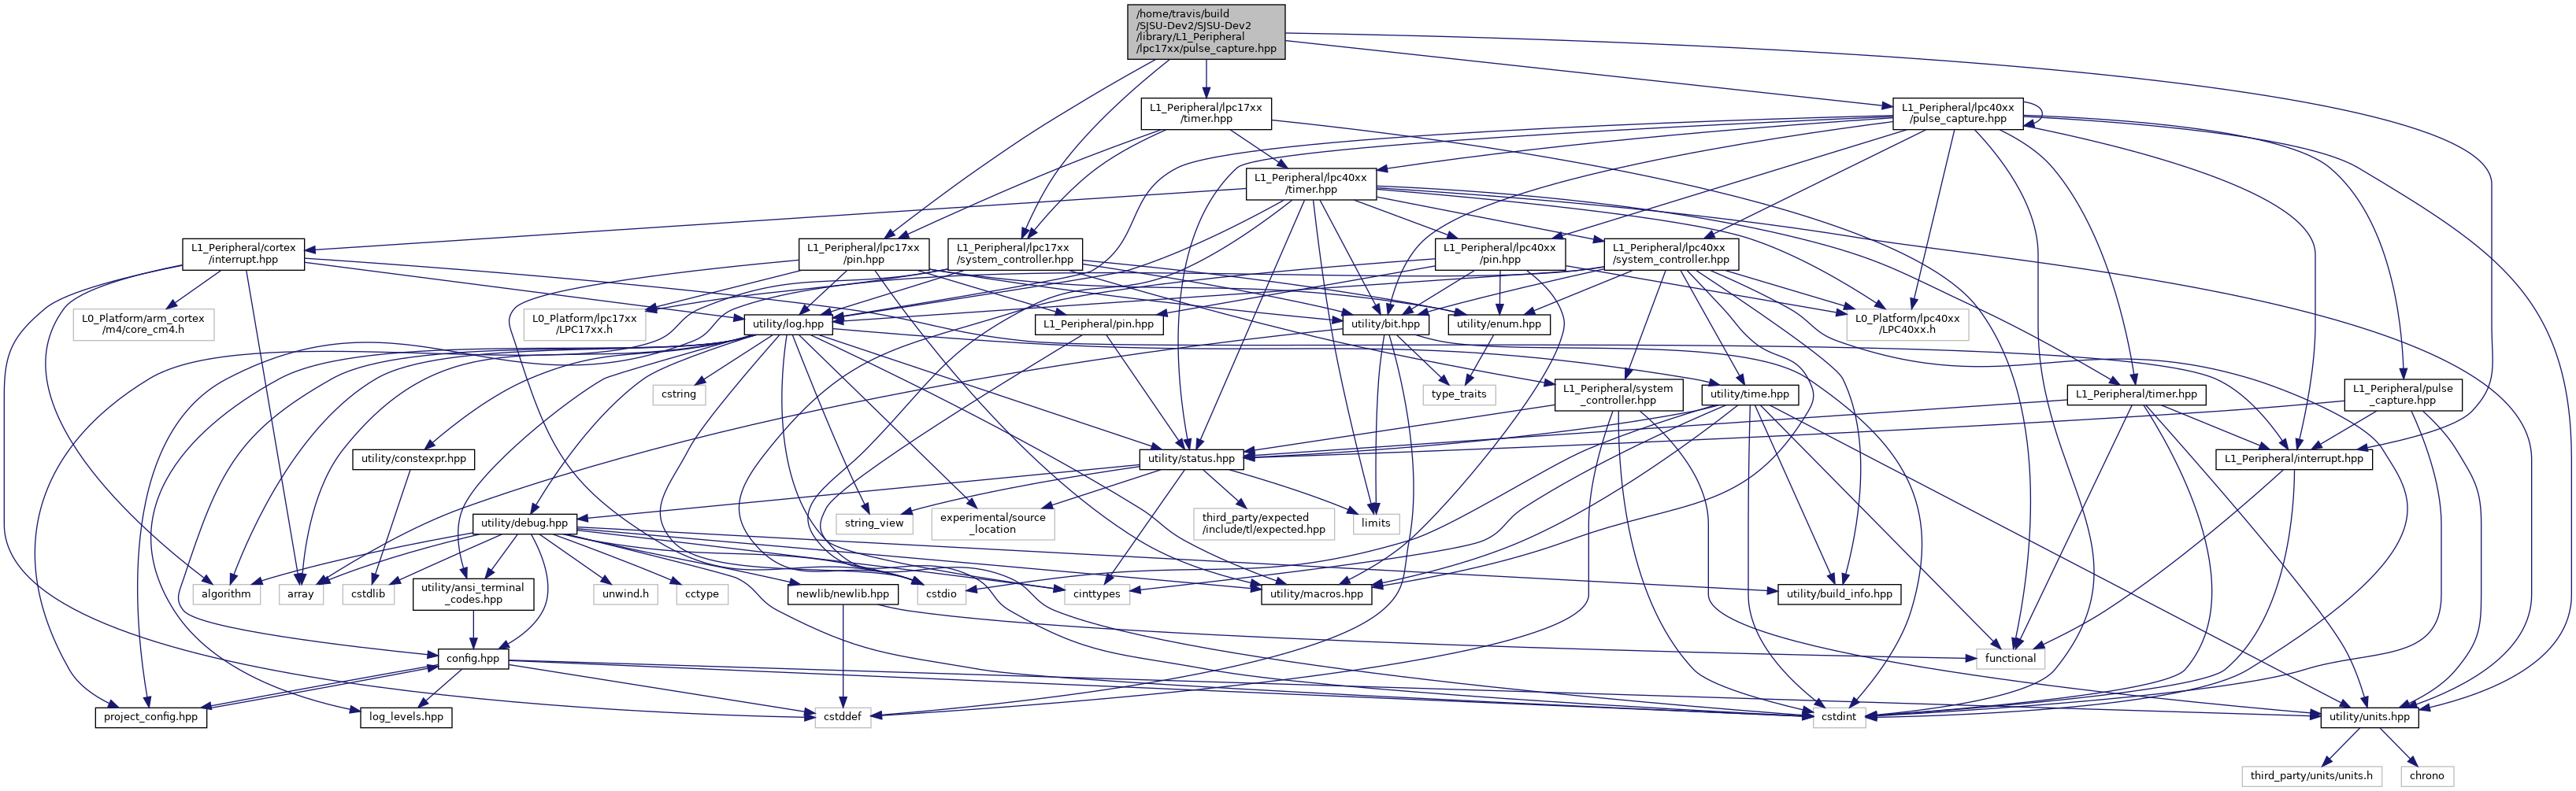 /home/travis/build
/SJSU-Dev2/SJSU-Dev2
/library/L1_Peripheral
/lpc17xx/pulse_capture.hpp
L1_Peripheral/lpc17xx
/timer.hpp
L1_Peripheral/lpc40xx
/pulse_capture.hpp
L1_Peripheral/lpc40xx
/timer.hpp
L1_Peripheral/cortex
/interrupt.hpp
L1_Peripheral/lpc17xx
/pin.hpp
L1_Peripheral/lpc17xx
/system_controller.hpp
L1_Peripheral/lpc40xx
/pin.hpp
L1_Peripheral/lpc40xx
/system_controller.hpp
L0_Platform/arm_cortex
/m4/core_cm4.h
L0_Platform/lpc17xx
/LPC17xx.h
utility/log.hpp
L1_Peripheral/pin.hpp
utility/bit.hpp
utility/enum.hpp
L0_Platform/lpc40xx
/LPC40xx.h
cstring
type_traits
L1_Peripheral/system
_controller.hpp
utility/time.hpp
L1_Peripheral/timer.hpp
L1_Peripheral/pulse
_capture.hpp
utility/constexpr.hpp
utility/status.hpp
L1_Peripheral/interrupt.hpp
utility/debug.hpp
string_view
experimental/source
_location
third_party/expected
/include/tl/expected.hpp
limits
algorithm
array
cstdlib
utility/ansi_terminal
_codes.hpp
unwind.h
cctype
newlib/newlib.hpp
cstdio
cinttypes
utility/macros.hpp
utility/build_info.hpp
config.hpp
functional
project_config.hpp
log_levels.hpp
cstddef
cstdint
utility/units.hpp
third_party/units/units.h
chrono